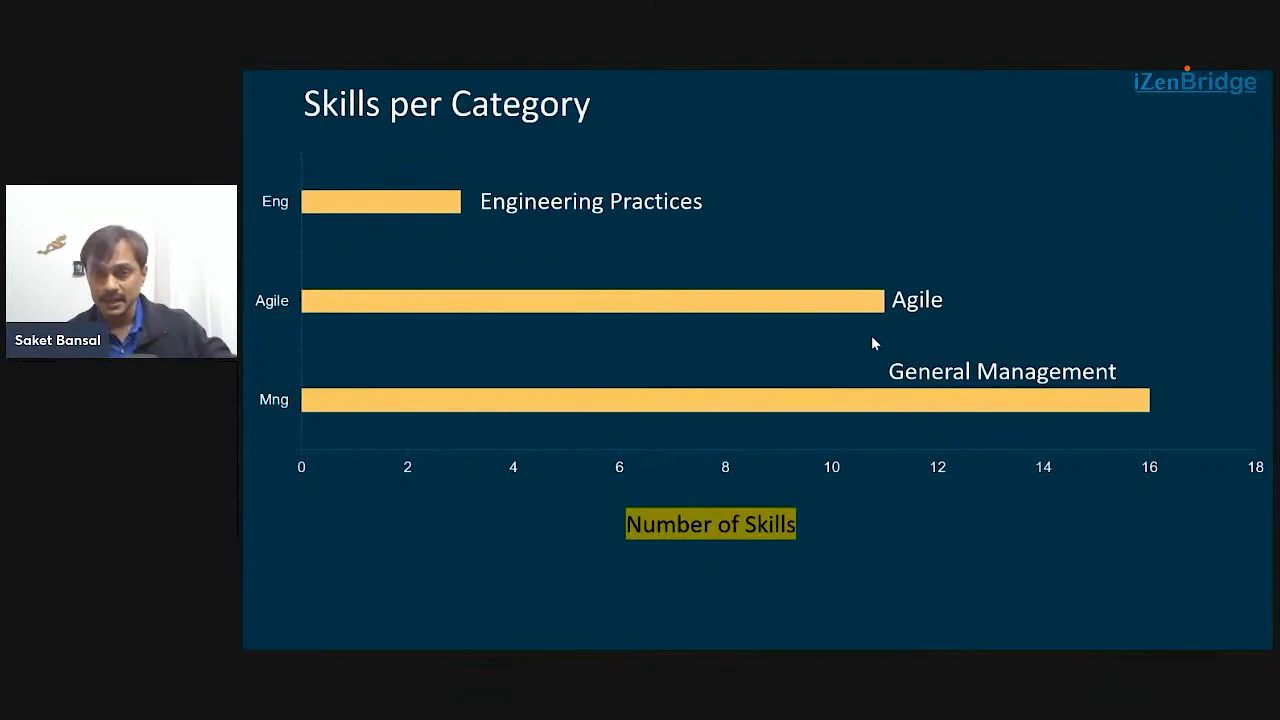 iZenBridge
Skills per Category
Eng
Engineering Practices
Agile
Agile
General Management
Mng
0 2 4 6 8 10 12 14 16 18
Number of Skills
Saket Bansal